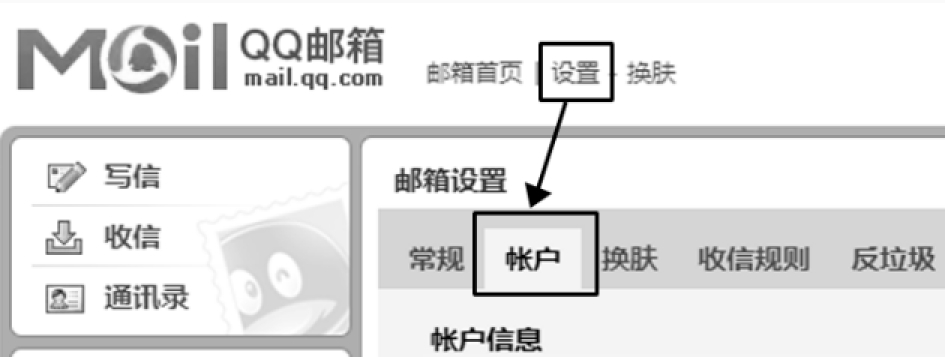 Mail QQ邮箱
mail.qq.com
邮箱首页 | 设置 - 换肤
写信
收信
通讯录
邮箱设置
常规 帐户 换肤 收信规则 反垃圾
帐户信息